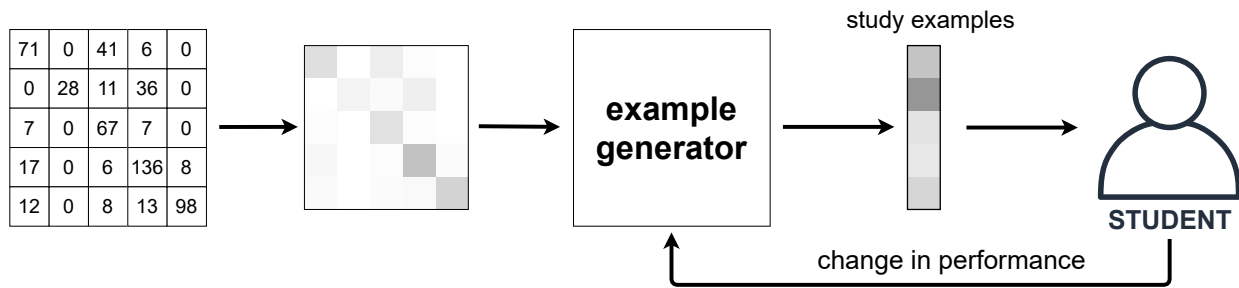 study examples
71 0 41 6 0
0 28 11 36 0
7 0 67 7 0
17 0 6 136 8
12 0 8 13 98
example
generator
STUDENT
change in performance